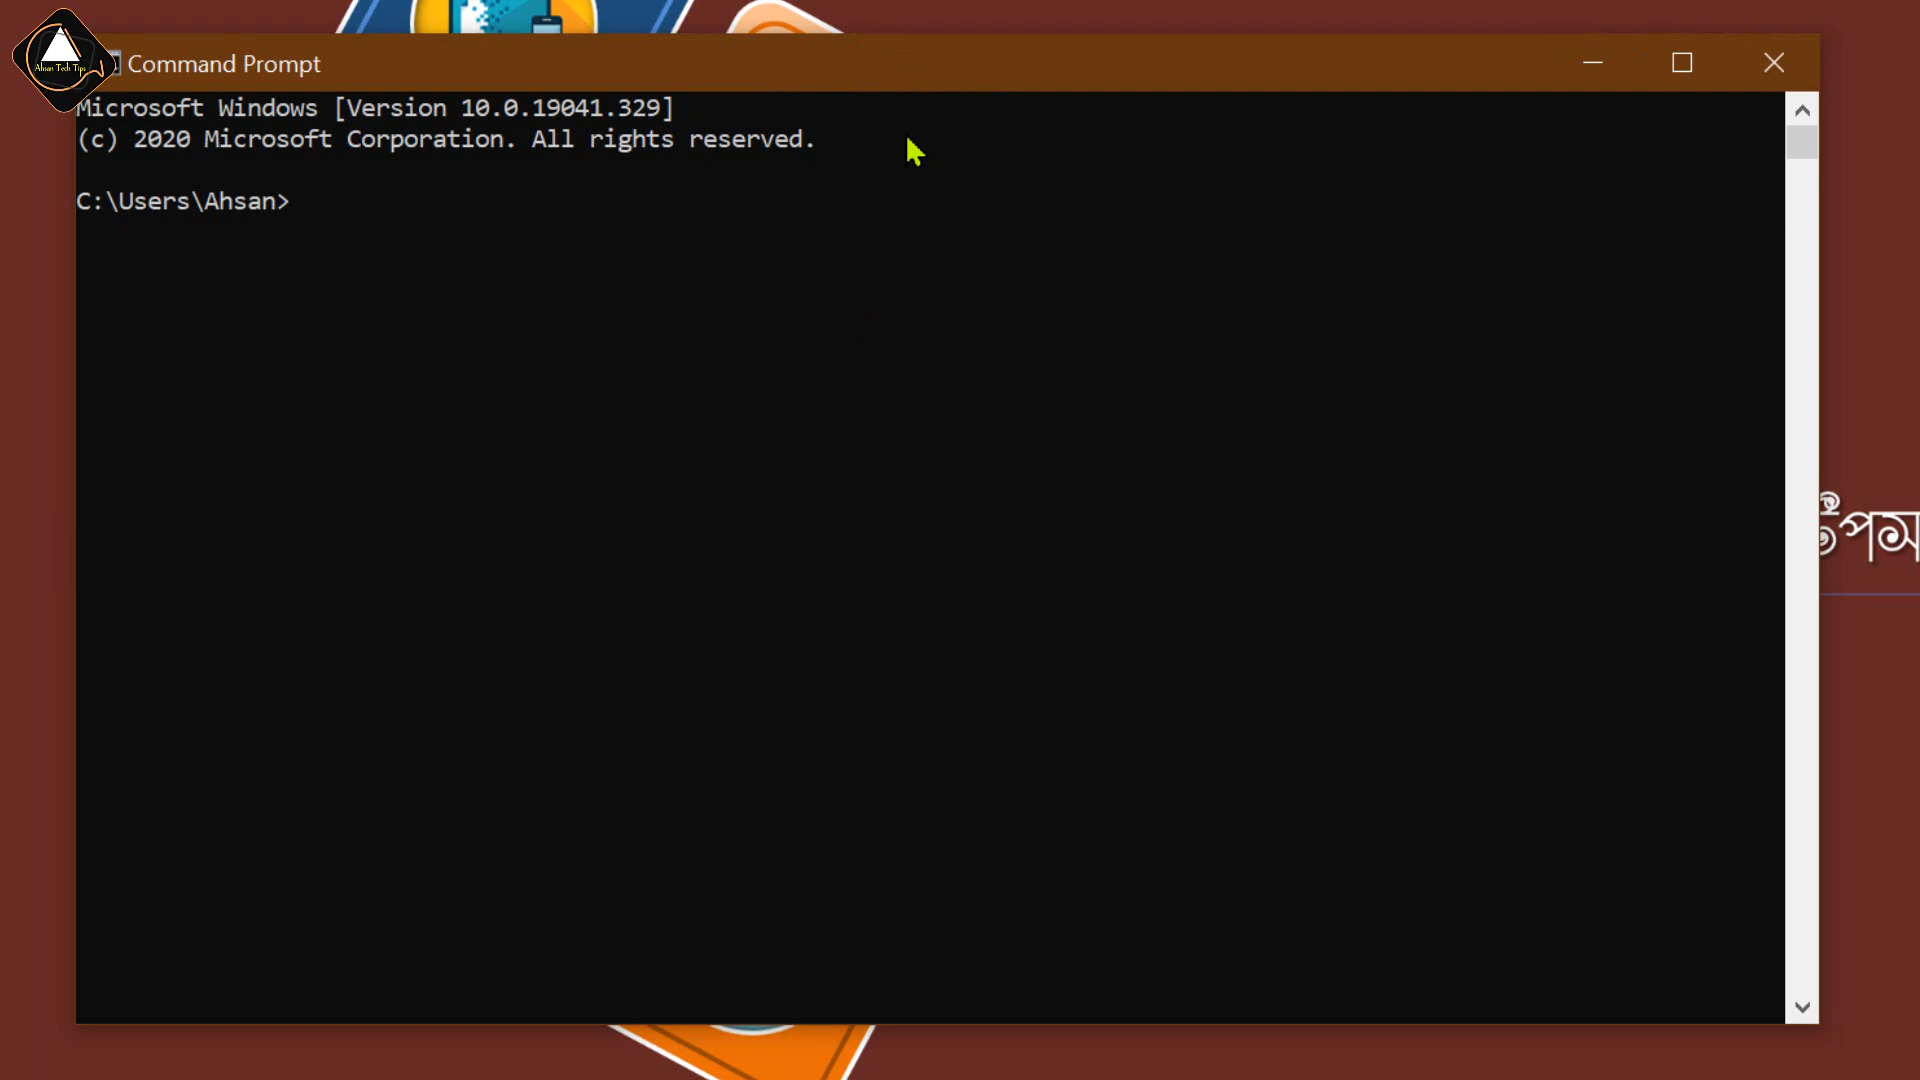 Ahsan Tech Tips
Command Prompt
Microsoft Windows [Version 10.0.19041.329]
(c) 2020 Microsoft Corporation. All rights reserved.
C:\Users\Ahsan>